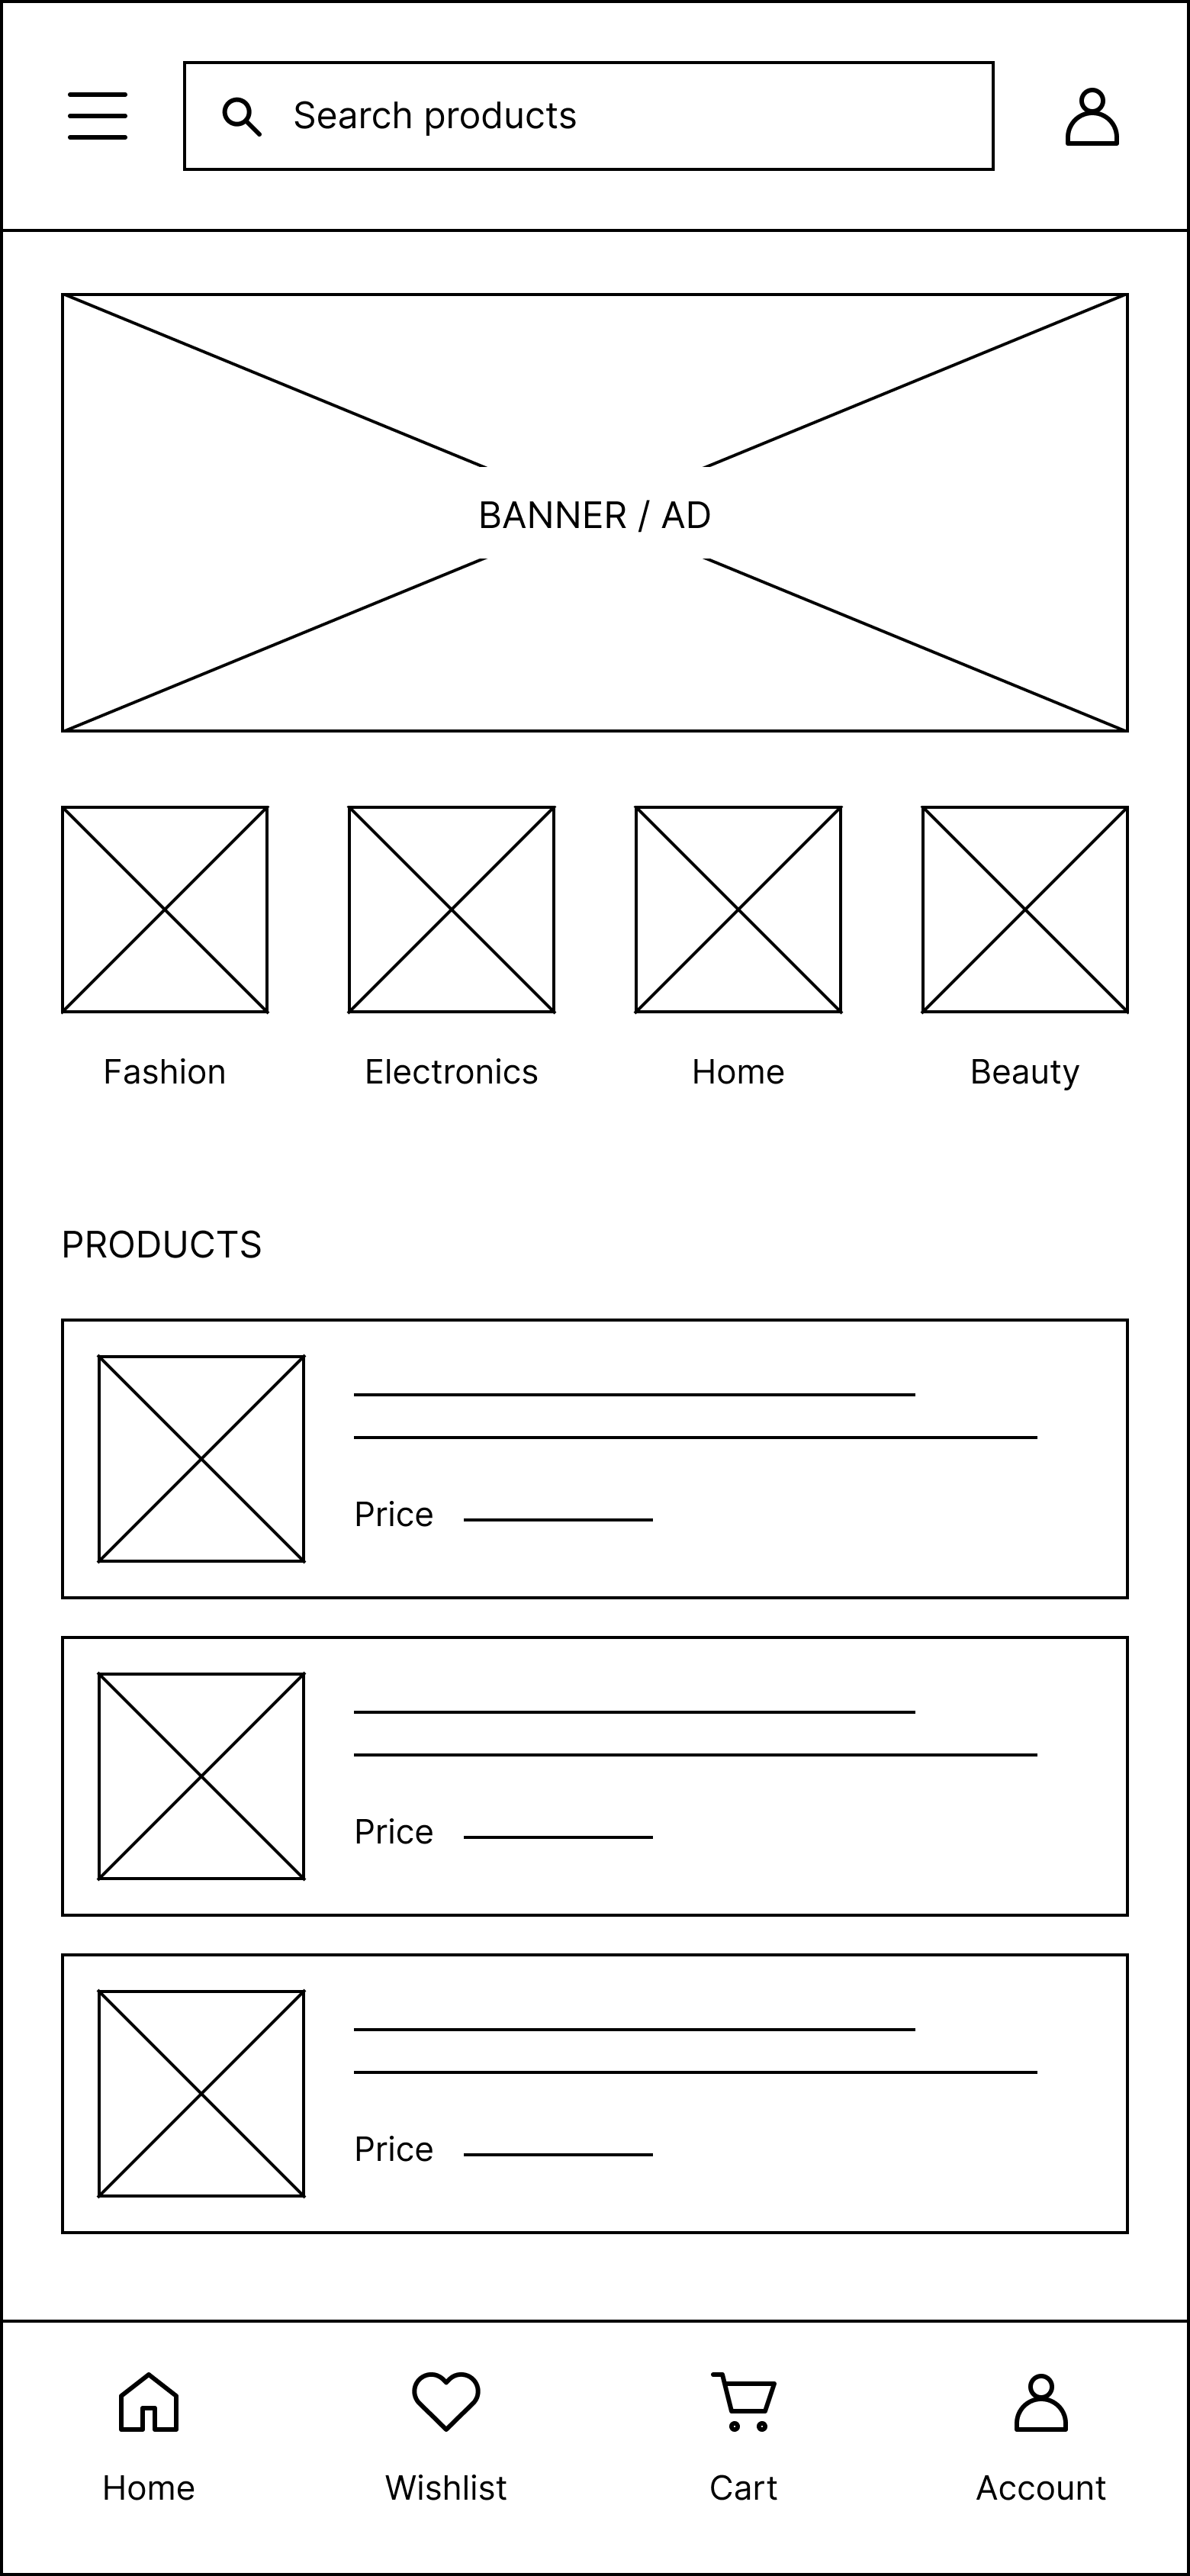 Search products
BANNER / AD
Fashion
Electronics
Home
Beauty
PRODUCTS
Price
Price
Price
Home
Wishlist
Cart
Account